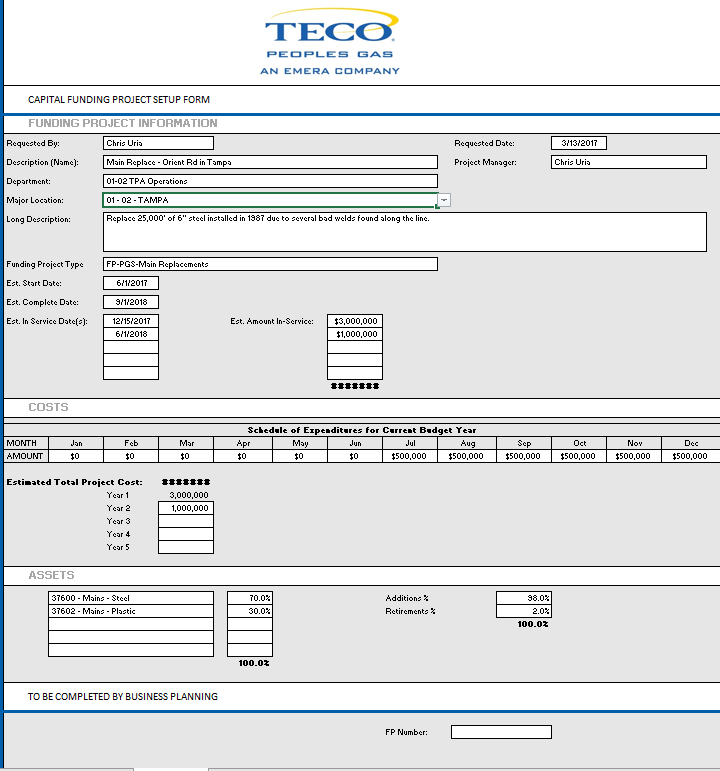 TECO.
PEOPLES GAS
AN EMERA COMPANY
CAPITAL FUNDING PROJECT SETUP FORM
FUNDING PROJECT INFORMATION
Requested By: Chris Uria Requested Date: 3/13/2017
Description (Name): Main Replace - Orient Rd in Tampa Project Manager: Chris Uria
Department: 01-02 TPA Operations
Major Location: 01 - 02 - TAMPA
Long Description: Replace 25,000' of 6" steel installed in 1987 due to several bad welds found along the line.
Funding Project Type FP-PGS-Main Replacements
Est. Start Date: 6/1/2017
Est. Complete Date: 9/1/2018
Est. In Service Date(s): 12/15/2017 Est. Amount In-Service: $3,000,000
6/1/2018 $1,000,000
#######
COSTS
Schedule of Expenditures for Current Budget Year
MONTH Jan Feb Mar Apr May Jun Jul Aug Sep Oct Nov Dec
AMOUNT $0 $0 $0 $0 $0 $0 $500,000 $500,000 $500,000 $500,000 $500,000 $500,000
Estimated Total Project Cost: #######
Year 1 3,000,000
Year 2 1,000,000
Year 3
Year 4
Year 5
ASSETS
37600 - Mains - Steel 70.0% Additions % 98.0%
37602 - Mains - Plastic 30.0% Retirements % 2.0%
100.0%
100.0%
TO BE COMPLETED BY BUSINESS PLANNING
FP Number: